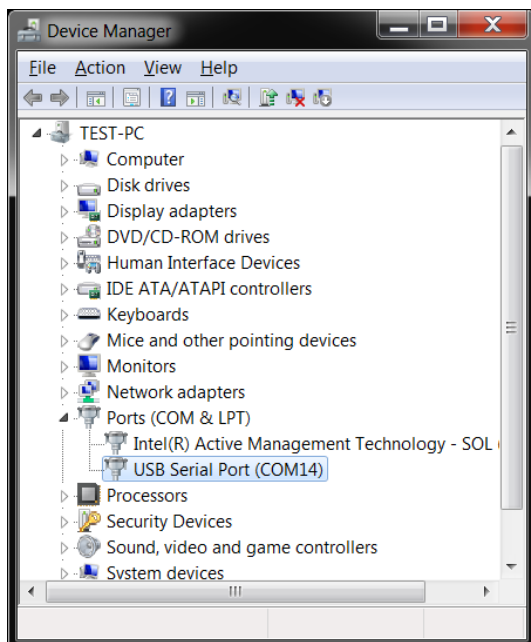 Device Manager
File Action View Help
TEST-PC
Computer
Disk drives
Display adapters
DVD/CD-ROM drives
Human Interface Devices
IDE ATA/ATAPI controllers
Keyboards
Mice and other pointing devices
Monitors
Network adapters
Ports (COM & LPT)
Intel(R) Active Management Technology - SOL (
USB Serial Port (COM14)
Processors
Security Devices
Sound, video and game controllers
System devices